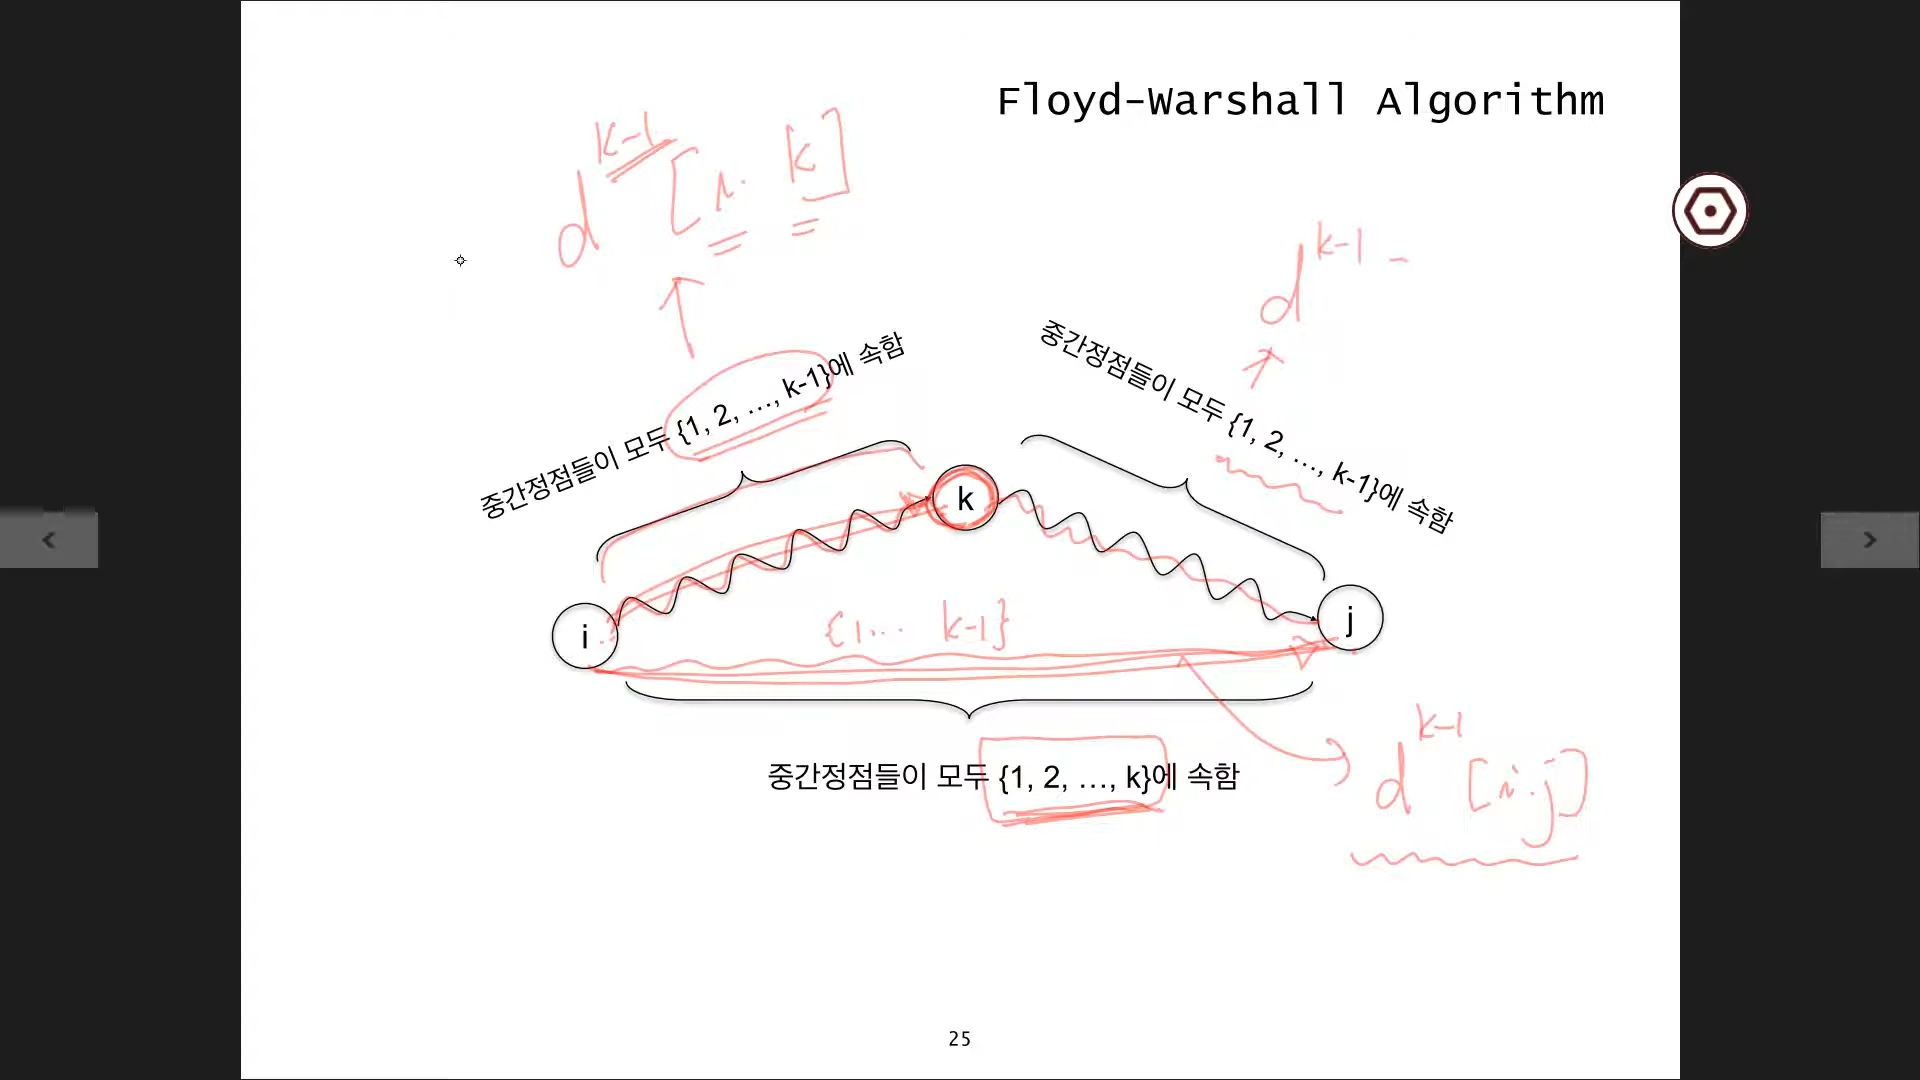 Floyd-Warshall Algorithm
d^{k-1} [i. k]
d^{k-1} -
중간정점들이 모두 {1, 2, ..., k-1}에 속함
중간정점들이 모두 {1, 2, ..., k-1}에 속함
k
i
j
{1... k-1}
중간정점들이 모두 {1, 2, ..., k}에 속함
d^{k-1} [i.j]
25